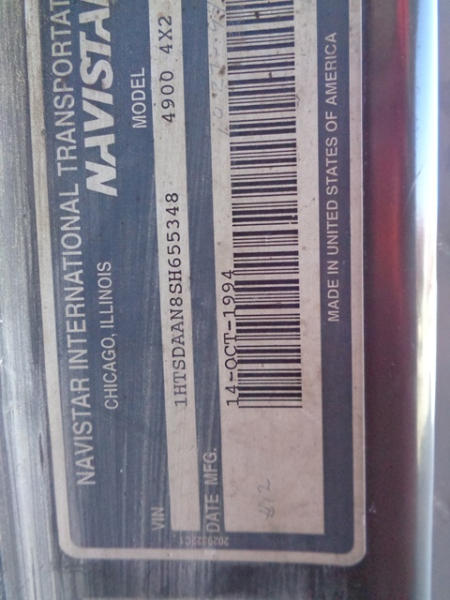 NAVISTAR INTERNATIONAL TRANSPORTAT
CHICAGO, ILLINOIS
NAVISTA
MODEL
4900 4X2
VIN
1HTSDAAN8SH655348
DATE MFG.
14-OCT-1994
MADE IN UNITED STATES OF AMERICA